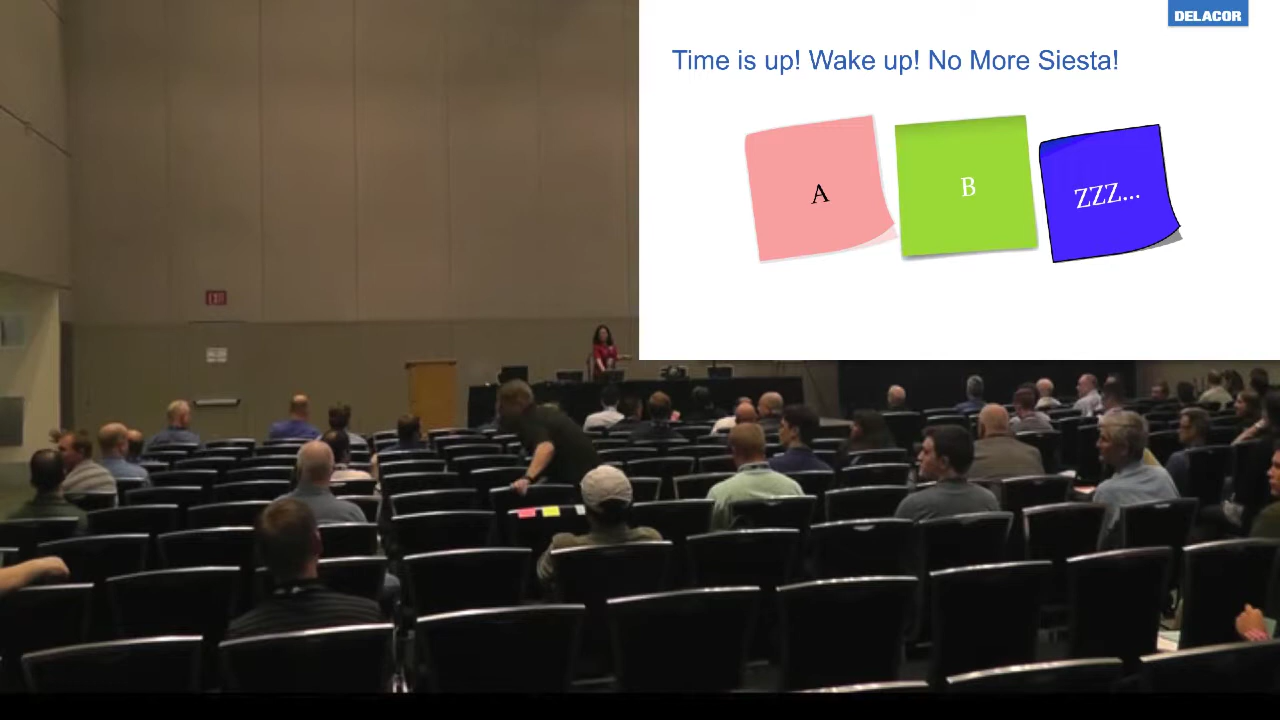 DELACOR
Time is up! Wake up! No More Siesta!
A
B
ZZZ...
EXIT